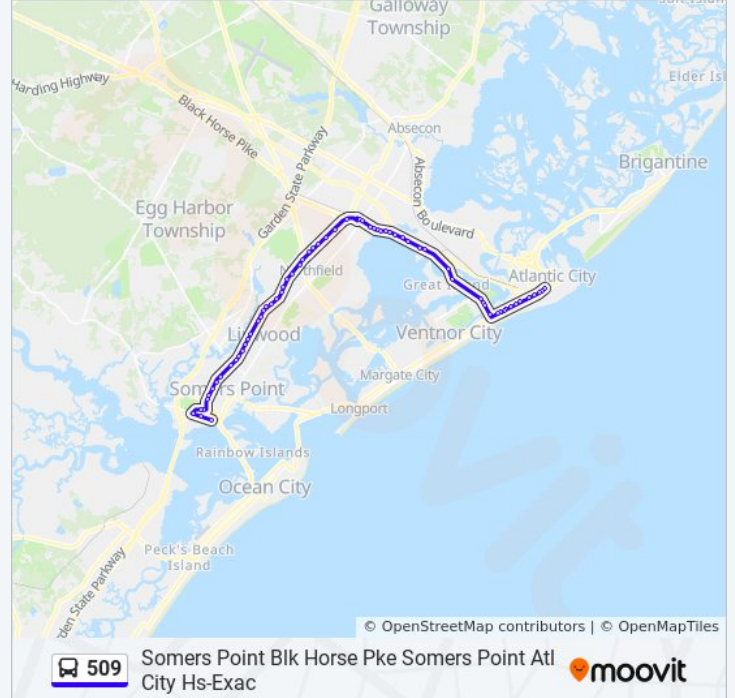 Galloway
Township
Harding Highway
Elder Isl
Black Horse Pike
Absecon
Garden State Parkway
Absecon Boulevard
Brigantine
Egg Harbor
Township
Northfield
Atlantic City
Great Island
Linwood
Ventnor City
Margate City
Somers Point
Longport
Rainbow Islands
Ocean City
Peck's Beach
Island
den State Parkway
© OpenStreetMap contributors | © OpenMapTiles
509
Somers Point Blk Horse Pke Somers Point Atl
City Hs-Exac
moovit